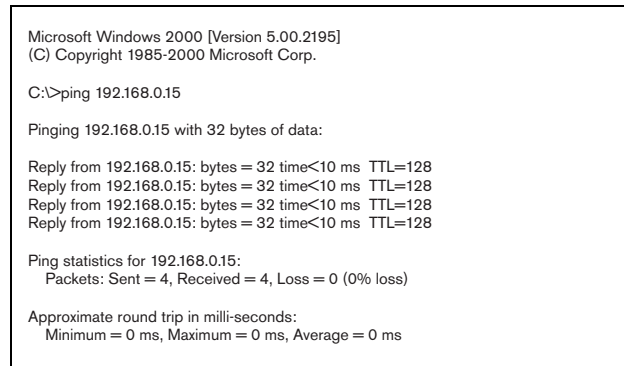 Microsoft Windows 2000 [Version 5.00.2195]
(C) Copyright 1985-2000 Microsoft Corp.
C:\>ping 192.168.0.15
Pinging 192.168.0.15 with 32 bytes of data:
Reply from 192.168.0.15: bytes = 32 time<10 ms TTL=128
Reply from 192.168.0.15: bytes = 32 time<10 ms TTL=128
Reply from 192.168.0.15: bytes = 32 time<10 ms TTL=128
Reply from 192.168.0.15: bytes = 32 time<10 ms TTL=128
Ping statistics for 192.168.0.15:
Packets: Sent = 4, Received = 4, Loss = 0 (0% loss)
Approximate round trip in milli-seconds:
Minimum = 0 ms, Maximum = 0 ms, Average = 0 ms